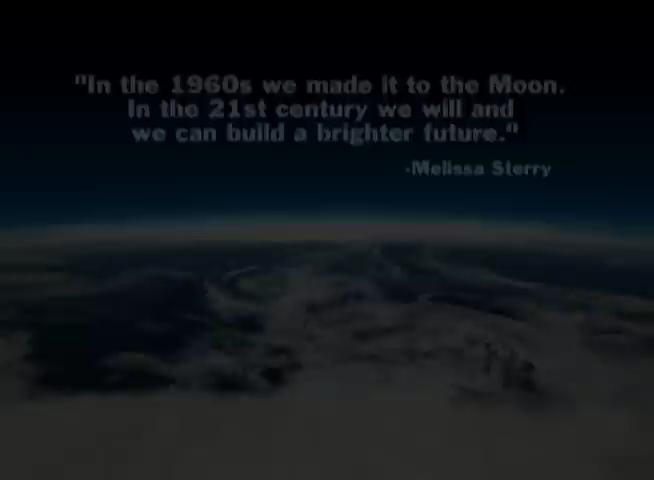 "In the 1960s we made it to the Moon.
In the 21st century we will and
we can build a brighter future."
-Melissa Sterry